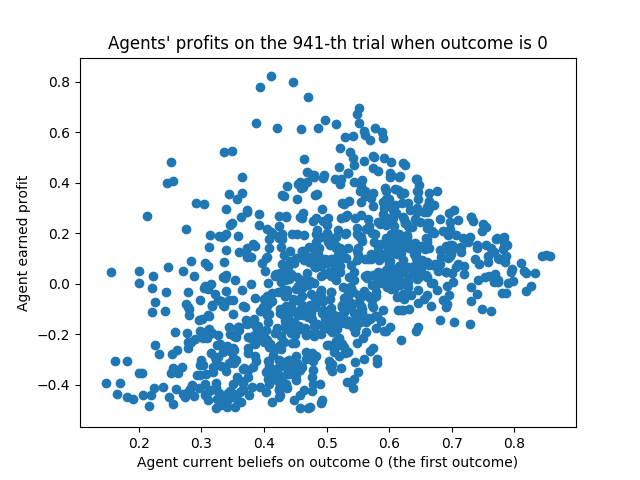 Agents' profits on the 941-th trial when outcome is 0
Agent earned profit
0.8
0.6
0.4
0.2
0.0
−0.2
−0.4
0.2 0.3 0.4 0.5 0.6 0.7 0.8
Agent current beliefs on outcome 0 (the first outcome)